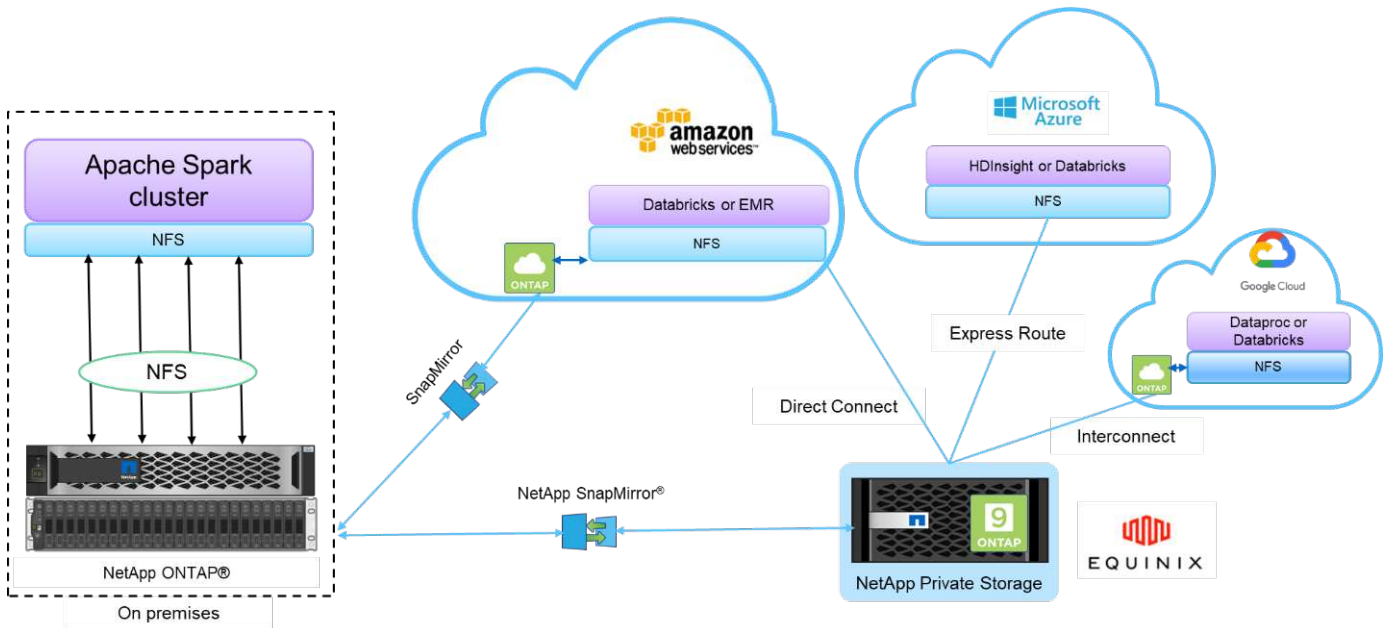 Apache Spark
cluster
NFS
NFS
NetApp
NetApp ONTAP®
On premises
SnapMirror
NetApp SnapMirror®
amazon
web services™
Databricks or EMR
NFS
ONTAP
Microsoft
Azure
HDInsight or Databricks
NFS
Google Cloud
Dataproc or
Databricks
NFS
ONTAP
Express Route
Direct Connect
Interconnect
9
ONTAP
NetApp Private Storage
EQUINIX